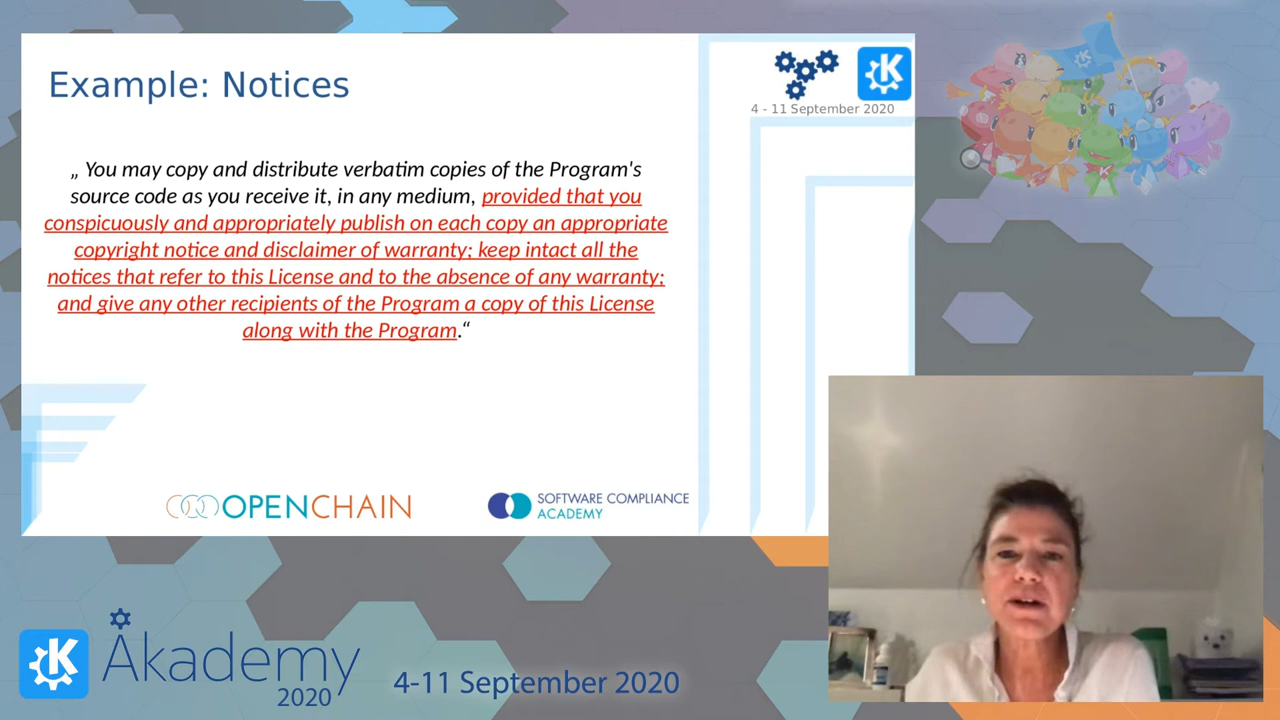 Example: Notices
4 - 11 September 2020
„ You may copy and distribute verbatim copies of the Program's
source code as you receive it, in any medium, provided that you
conspicuously and appropriately publish on each copy an appropriate
copyright notice and disclaimer of warranty; keep intact all the
notices that refer to this License and to the absence of any warranty;
and give any other recipients of the Program a copy of this License
along with the Program.“
OPENCHAIN
SOFTWARE COMPLIANCE
ACADEMY
Akademy
2020
4-11 September 2020